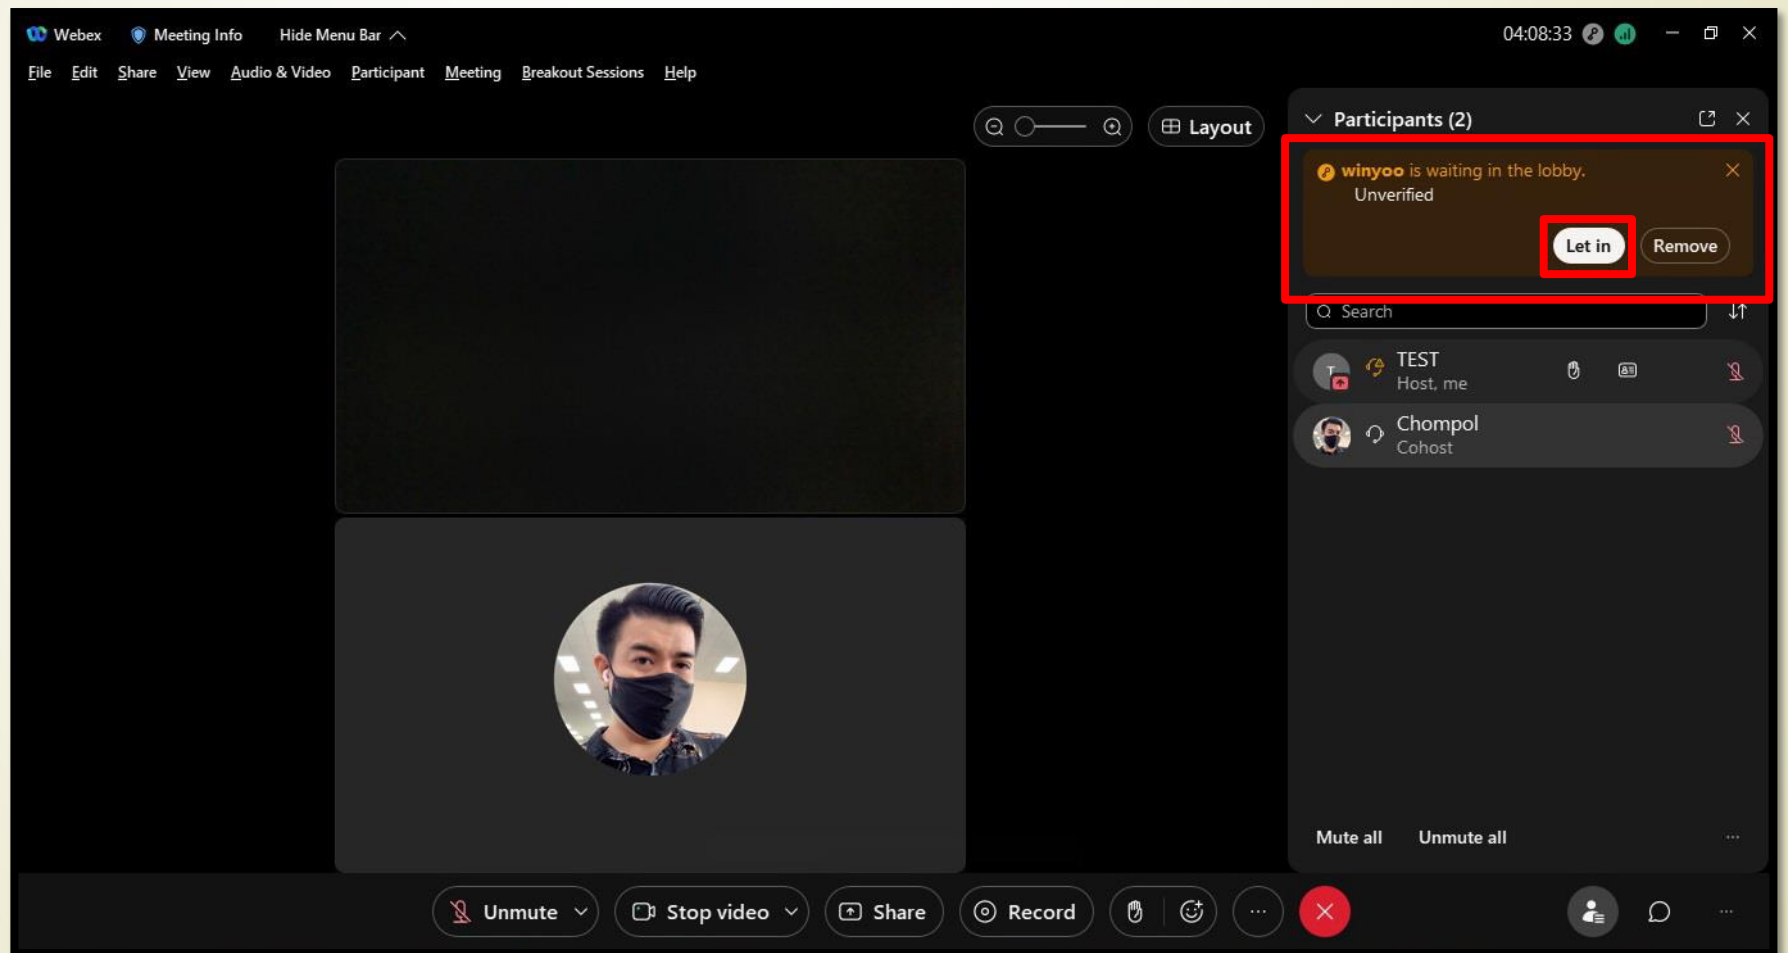 Webex Meeting Info Hide Menu Bar 04:08:33
File Edit Share View Audio & Video Participant Meeting Breakout Sessions Help
Layout
Participants (2)
winyoo is waiting in the lobby.
Unverified
Let in Remove
Search
T TEST
Host, me
Chompol
Cohost
Mute all Unmute all ...
Unmute Stop video Share Record ... ...